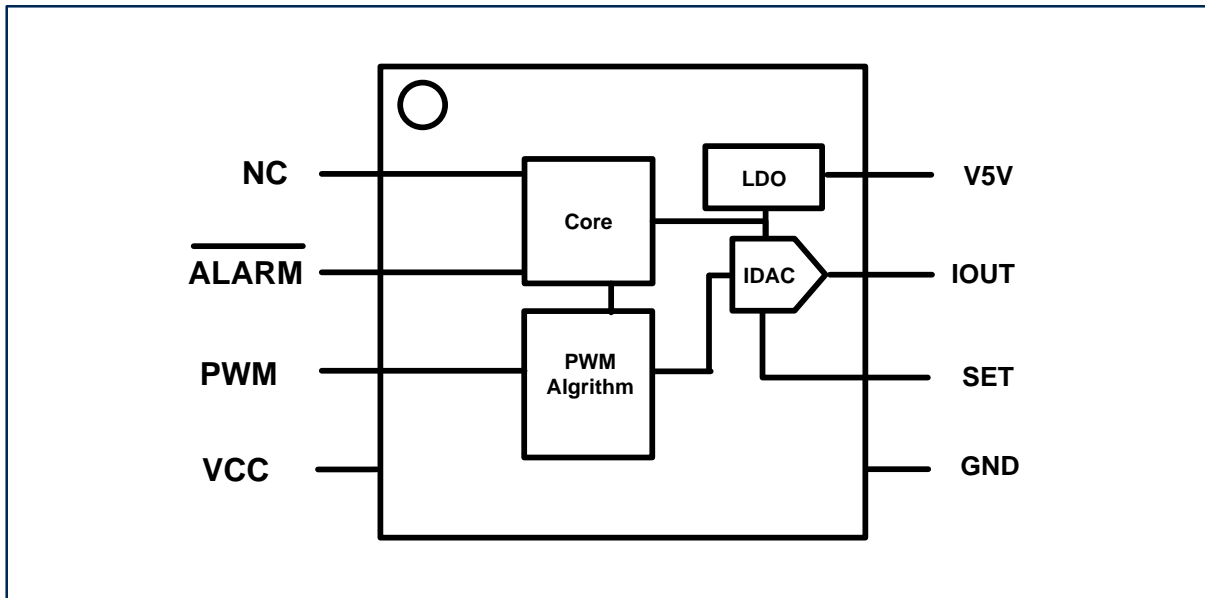 NC
ALARM
PWM
VCC
Core
PWM
Algrithm
LDO
IDAC
V5V
IOUT
SET
GND